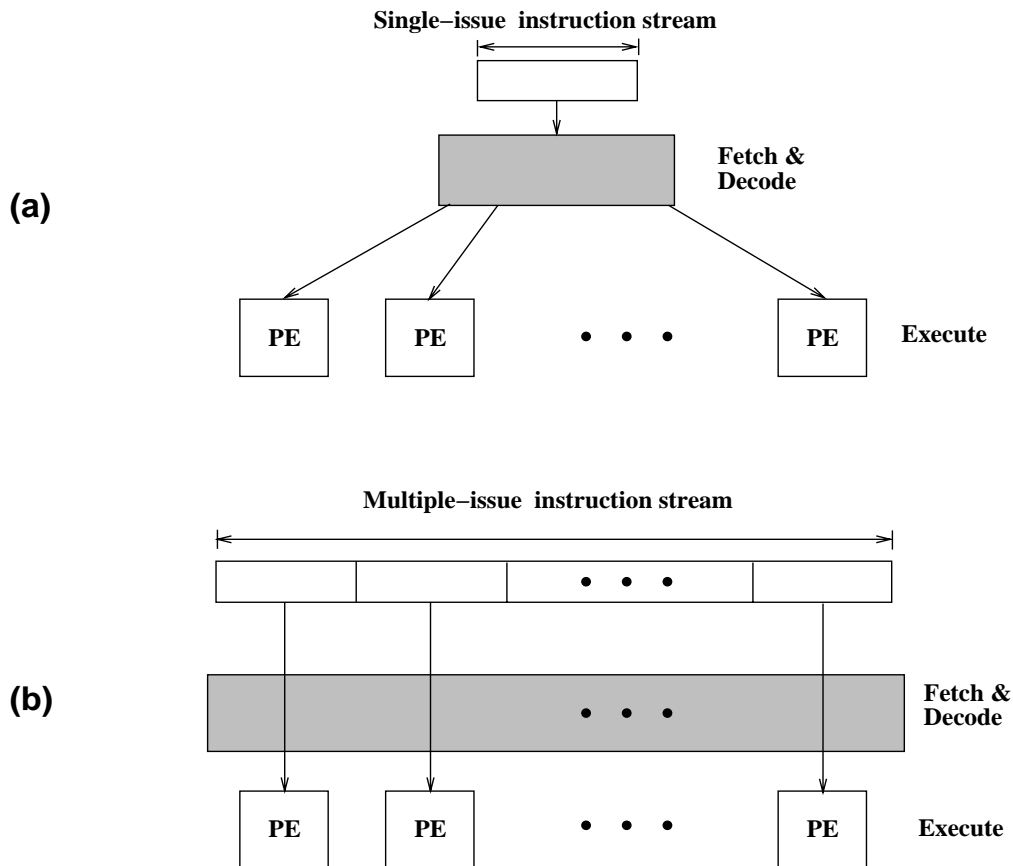 Single−issue instruction stream
Fetch &
Decode
(a)
PE PE PE Execute
Multiple−issue instruction stream
(b)
Fetch &
Decode
PE PE PE Execute